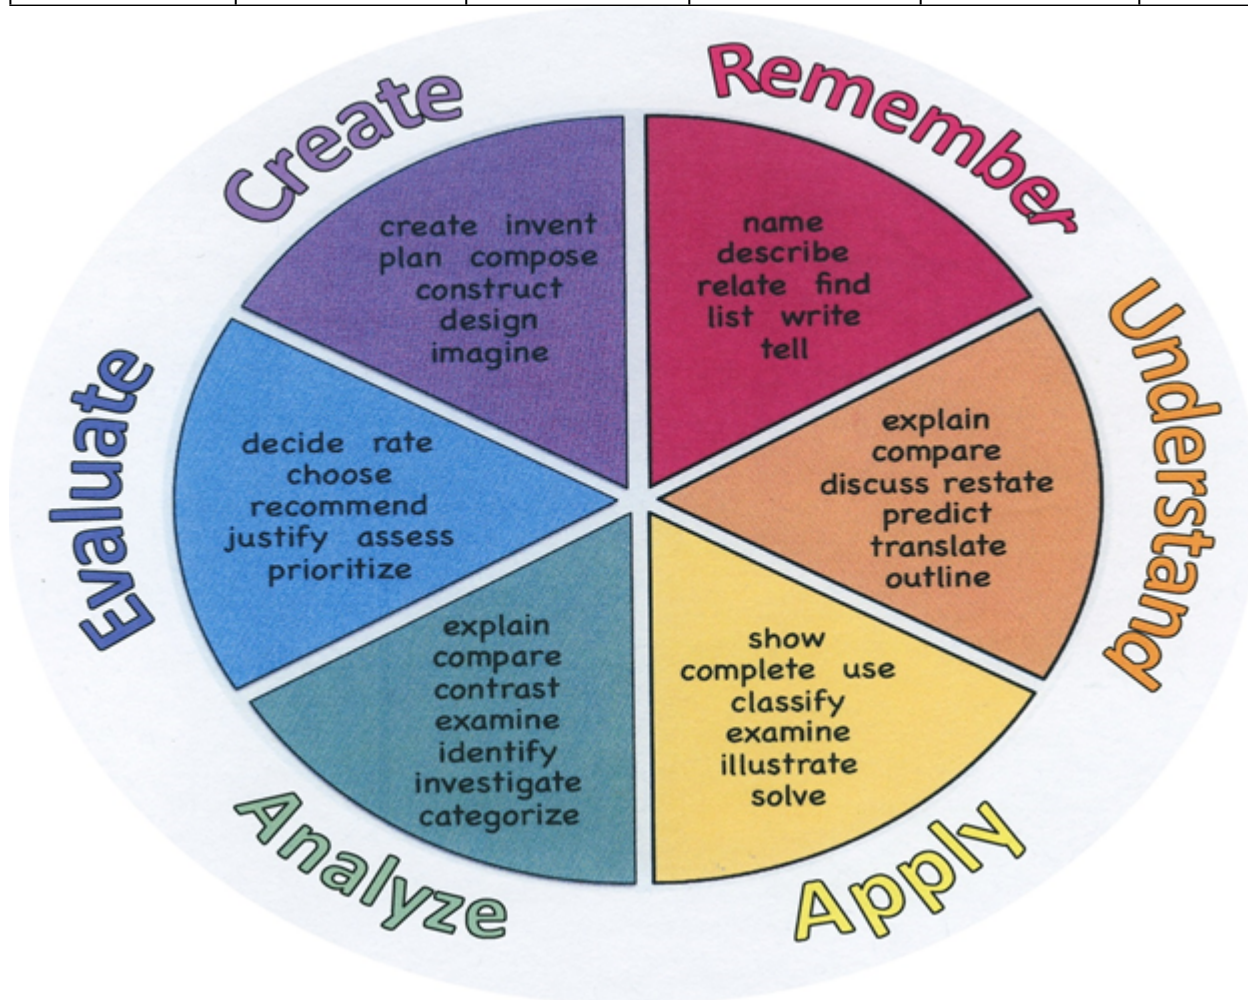 Remember
name
describe
relate find
list write
tell
Understand
explain
compare
discuss restate
predict
translate
outline
Apply
show
complete use
classify
examine
illustrate
solve
Analyze
explain
compare
contrast
examine
identify
investigate
categorize
Evaluate
decide rate
choose
recommend
justify assess
prioritize
Create
create invent
plan compose
construct
design
imagine